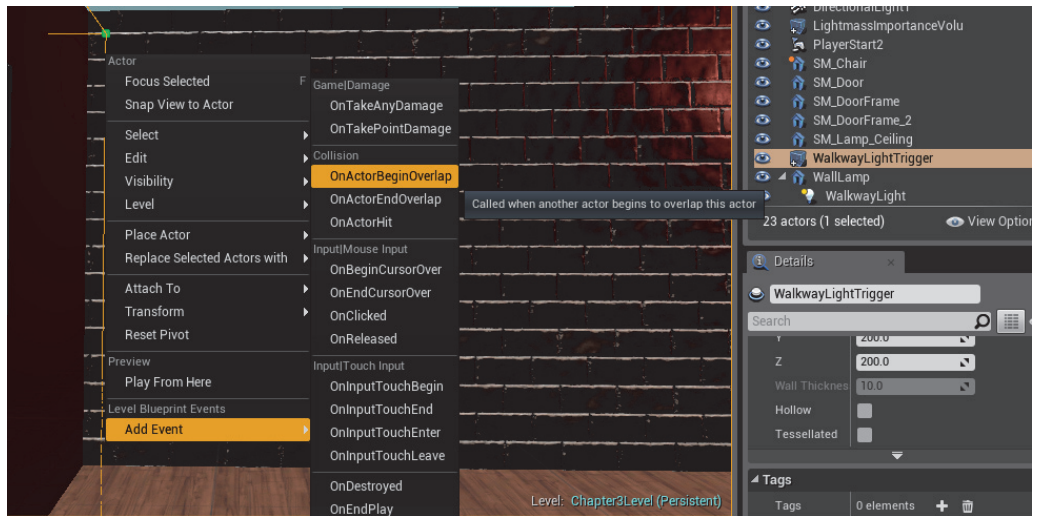 Actor
Focus Selected F
Snap View to Actor
Select
Edit
Visibility
Level
Place Actor
Replace Selected Actors with
Attach To
Transform
Reset Pivot
Preview
Play From Here
Level Blueprint Events
Add Event
Game|Damage
OnTakeAnyDamage
OnTakePointDamage
Collision
OnActorBeginOverlap
OnActorEndOverlap
OnActorHit
Input|Mouse Input
OnBeginCursorOver
OnEndCursorOver
OnClicked
OnReleased
Input|Touch Input
OnInputTouchBegin
OnInputTouchEnd
OnInputTouchEnter
OnInputTouchLeave
OnDestroyed
OnEndPlay
Called when another actor begins to overlap this actor
Level: Chapter3Level (Persistent)
DirectionalLight1
LightmassImportanceVolu
PlayerStart2
SM_Chair
SM_Door
SM_DoorFrame
SM_DoorFrame_2
SM_Lamp_Ceiling
WalkwayLightTrigger
WallLamp
WalkwayLight
23 actors (1 selected) View Option
Details
WalkwayLightTrigger
Search
Y 200.0
Z 200.0
Wall Thicknes 10.0
Hollow
Tessellated
Tags
Tags 0 elements